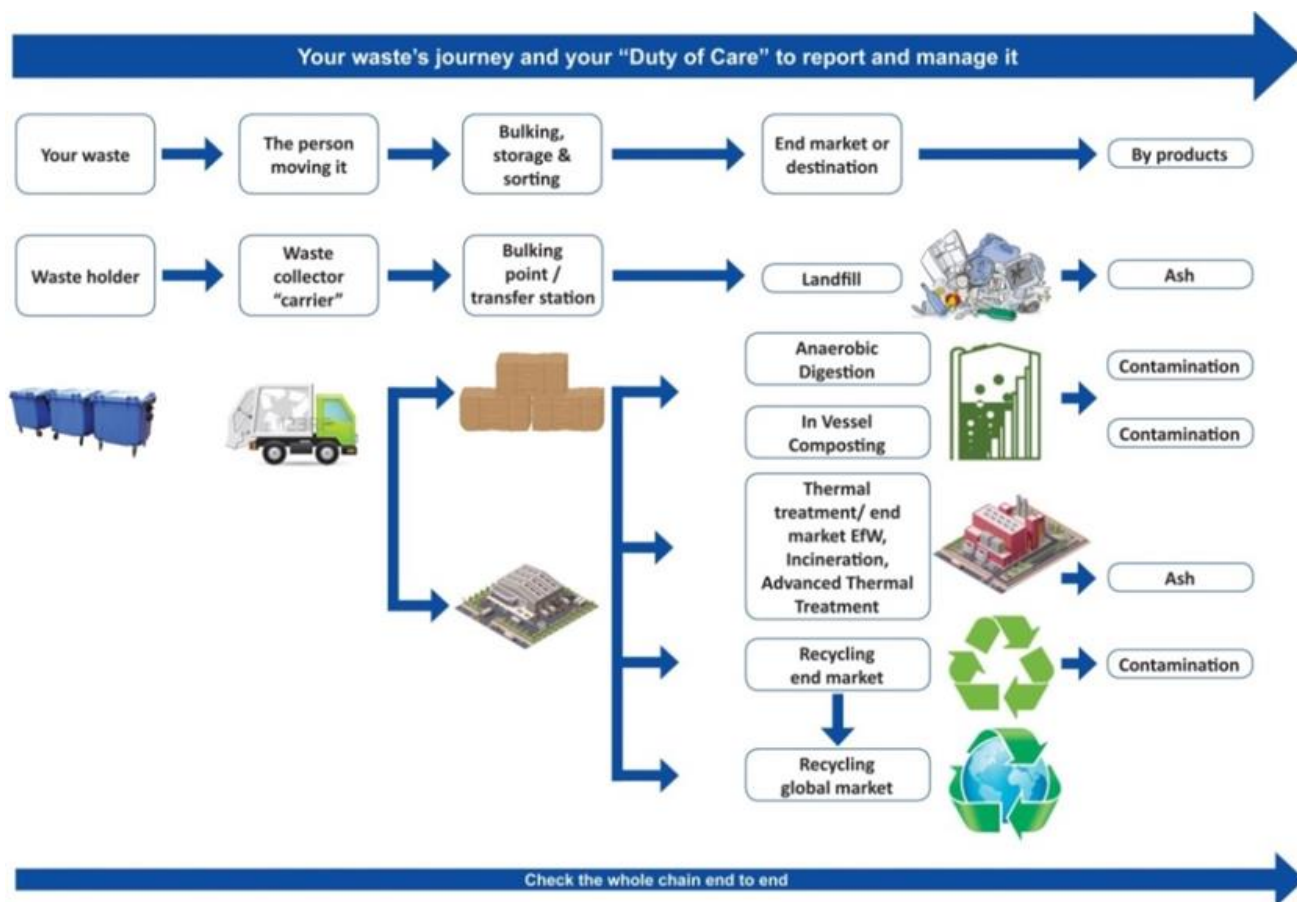 Your waste's journey and your “Duty of Care” to report and manage it
Your waste
The person
moving it
Bulking,
storage &
sorting
End market or
destination
By products
Waste holder
Waste
collector
“carrier”
Bulking
point /
transfer station
Landfill
Ash
Anaerobic
Digestion
Contamination
In Vessel
Composting
Contamination
Thermal
treatment/ end
market EfW,
Incineration,
Advanced Thermal
Treatment
Ash
Recycling
end market
Contamination
Recycling
global market
Check the whole chain end to end